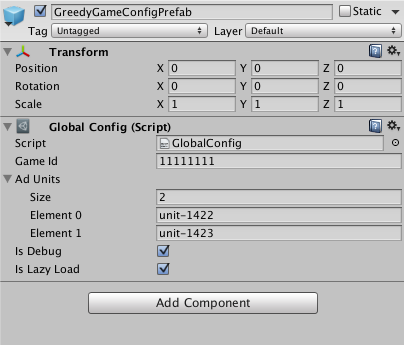 GreedyGameConfigPrefab Static
Tag Untagged Layer Default
Transform
Position X 0 Y 0 Z 0
Rotation X 0 Y 0 Z 0
Scale X 1 Y 1 Z 1
Global Config (Script)
Script GlobalConfig
Game Id 11111111
Ad Units
Size 2
Element 0 unit-1422
Element 1 unit-1423
Is Debug
Is Lazy Load
Add Component